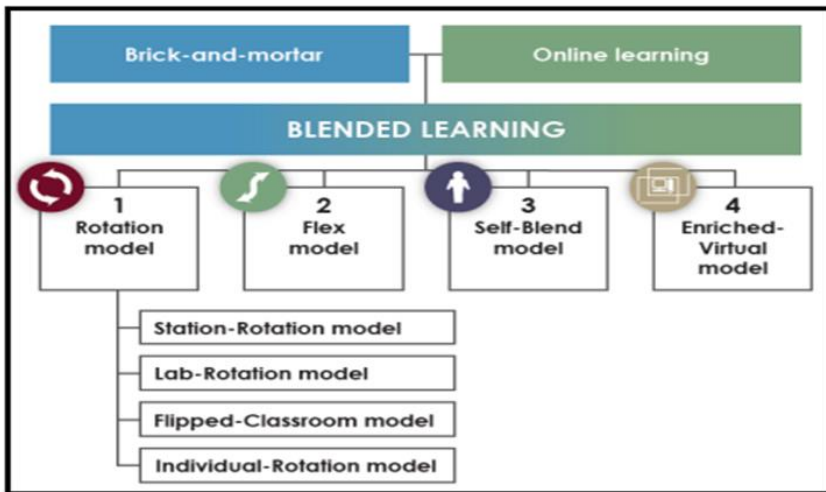 Brick-and-mortar
Online learning
BLENDED LEARNING
1
Rotation
model
2
Flex
model
3
Self-Blend
model
4
Enriched-
Virtual
model
Station-Rotation model
Lab-Rotation model
Flipped-Classroom model
Individual-Rotation model